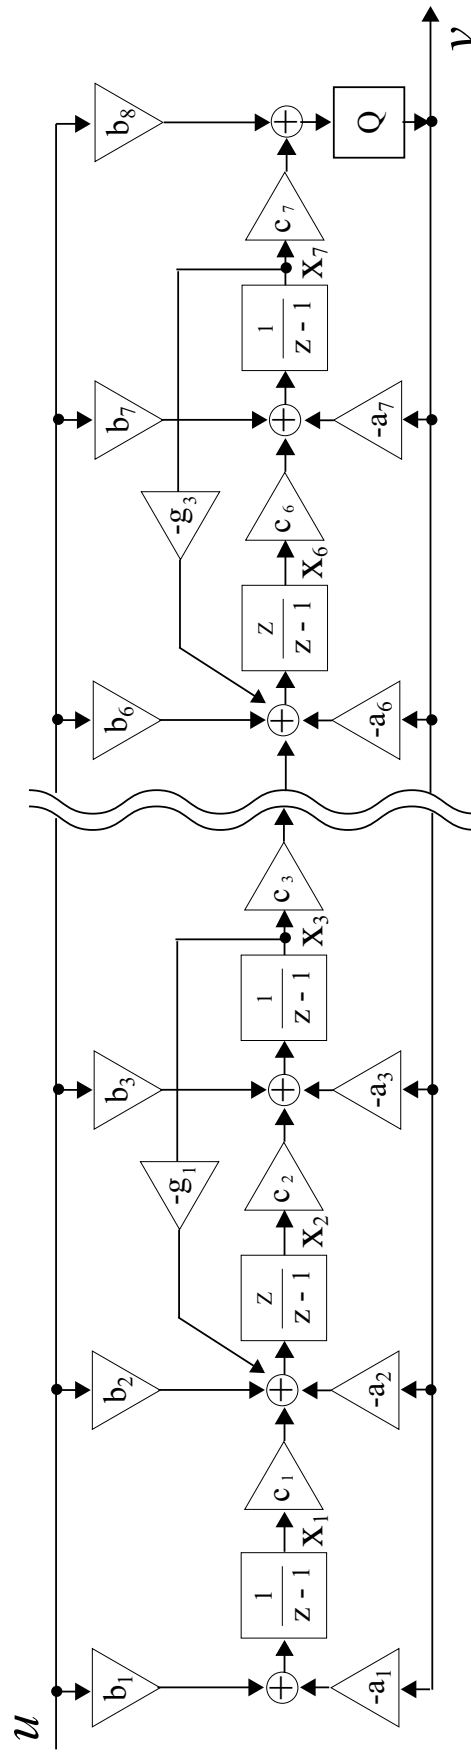 u
b₁
b₂
b₃
b₆
b₇
b₈
-g₁
-g₃
1
z - 1
x₁
c₁
z
z - 1
x₂
c₂
1
z - 1
x₃
c₃
z
z - 1
x₆
c₆
1
z - 1
x₇
c₇
Q
-a₁
-a₂
-a₃
-a₆
-a₇
v